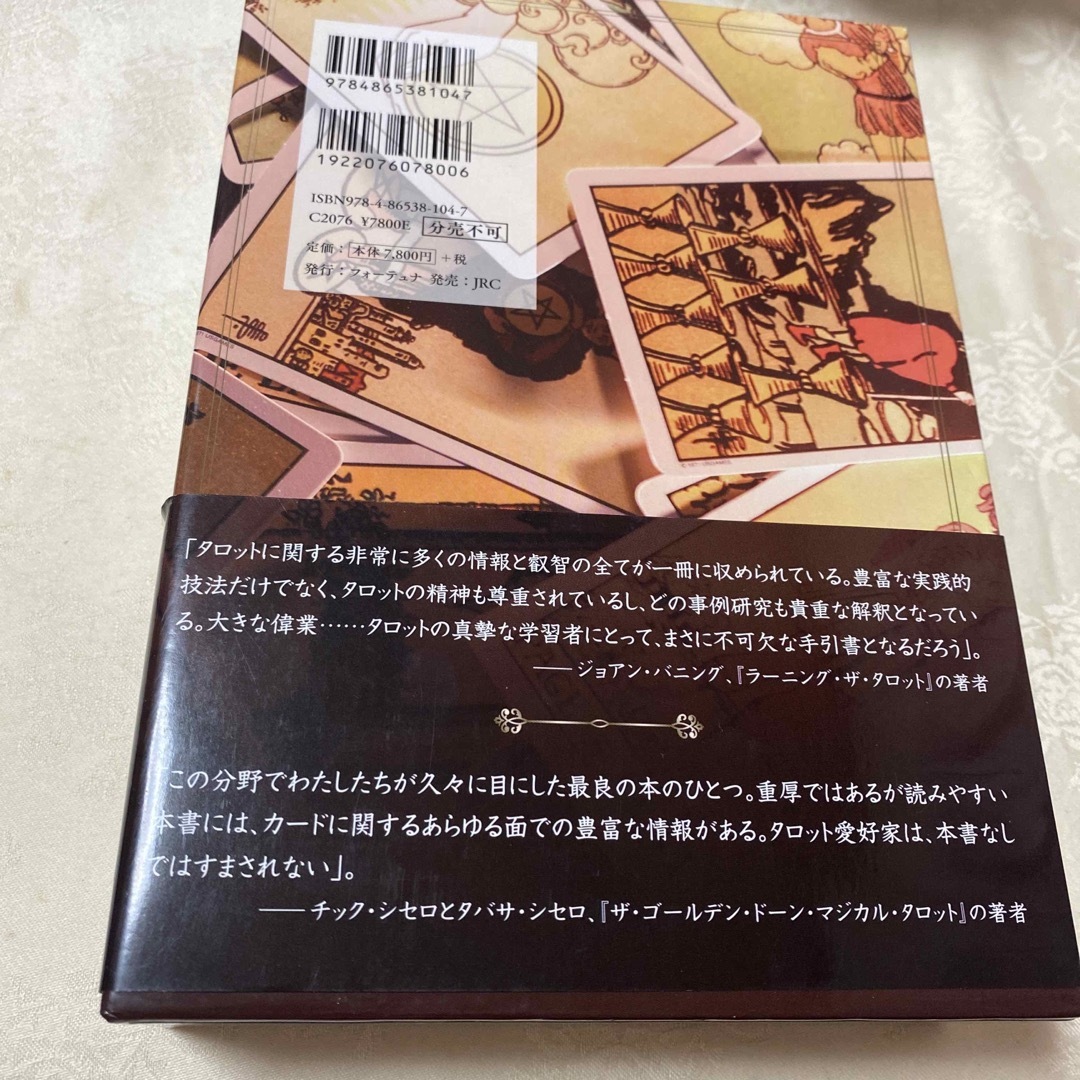 9784865381047
1922076078006
ISBN978-4-86538-104-7
C2076 ¥7800E 分売不可
定価：本体7,800円+税
発行：フォーテュナ 発売：JRC
「タロットに関する非常に多くの情報と叡智の全てが一冊に収められている。豊富な実践的
技法だけでなく、タロットの精神も尊重されているし、どの事例研究も貴重な解釈となってい
る。大きな偉業……タロットの真摯な学習者にとって、まさに不可欠な手引書となるだろう」。
——ジョアン・バニング、『ラーニング・ザ・タロット』の著者
「この分野でわたしたちが久々に目にした最良の本のひとつ。重厚ではあるが読みやすい
本書には、カードに関するあらゆる面での豊富な情報がある。タロット愛好家は、本書なし
ではすまされない」。
——チック・シセロとタバサ・シセロ、『ザ・ゴールデン・ドーン・マジカル・タロット』の著者